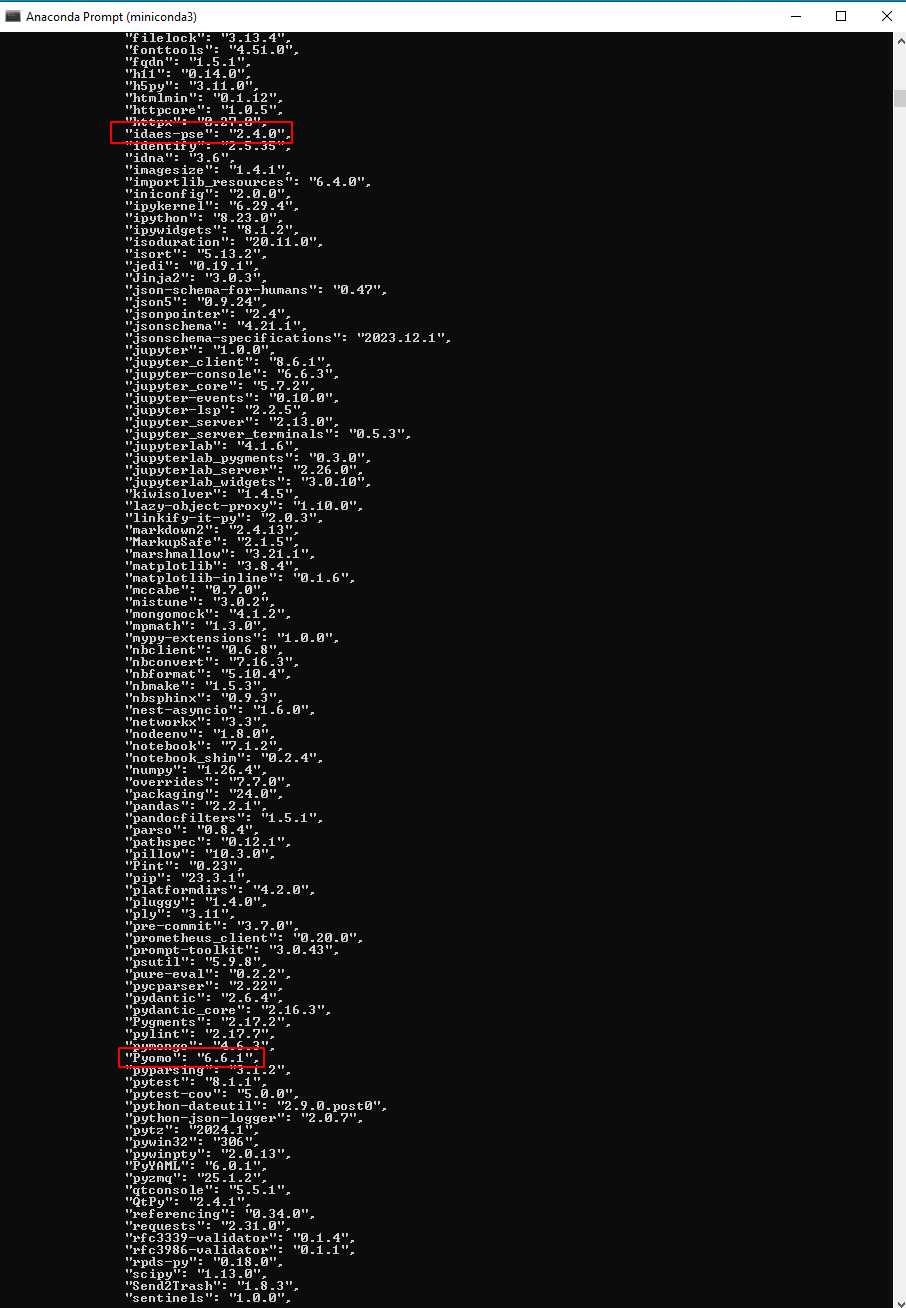 Anaconda Prompt (miniconda3)
"filelock": "3.13.4",
"fonttools": "4.51.0",
"fqdn": "1.5.1",
"h11": "0.14.0",
"h5py": "3.11.0",
"htmlmin": "0.1.12",
"httpcore": "1.0.5",
"httpx": "0.27.0",
"idaes-pse": "2.4.0",
"identify": "2.5.35",
"idna": "3.6",
"imagesize": "1.4.1",
"importlib_resources": "6.4.0",
"iniconfig": "2.0.0",
"ipykernel": "6.29.4",
"ipython": "8.23.0",
"ipywidgets": "8.1.2",
"isoduration": "20.11.0",
"isort": "5.13.2",
"jedi": "0.19.1",
"Jinja2": "3.0.3",
"json-schema-for-humans": "0.47",
"json5": "0.9.24",
"jsonpointer": "2.4",
"jsonschema": "4.21.1",
"jsonschema-specifications": "2023.12.1",
"jupyter": "1.0.0",
"jupyter_client": "8.6.1",
"jupyter-console": "6.6.3",
"jupyter_core": "5.7.2",
"jupyter-events": "0.10.0",
"jupyter-lsp": "2.2.5",
"jupyter_server": "2.13.0",
"jupyter_server_terminals": "0.5.3",
"jupyterlab": "4.1.6",
"jupyterlab_pygments": "0.3.0",
"jupyterlab_server": "2.26.0",
"jupyterlab_widgets": "3.0.10",
"kiwisolver": "1.4.5",
"lazy-object-proxy": "1.10.0",
"linkify-it-py": "2.0.3",
"markdown2": "2.4.13",
"MarkupSafe": "2.1.5",
"marshmallow": "3.21.1",
"matplotlib": "3.8.4",
"matplotlib-inline": "0.1.6",
"mccabe": "0.7.0",
"mistune": "3.0.2",
"mongomock": "4.1.2",
"mpmath": "1.3.0",
"mypy-extensions": "1.0.0",
"nbclient": "0.6.8",
"nbconvert": "7.16.3",
"nbformat": "5.10.4",
"nbmake": "1.5.3",
"nbsphinx": "0.9.3",
"nest-asyncio": "1.6.0",
"networkx": "3.3",
"nodeenv": "1.8.0",
"notebook": "7.1.2",
"notebook_shim": "0.2.4",
"numpy": "1.26.4",
"overrides": "7.7.0",
"packaging": "24.0",
"pandas": "2.2.1",
"pandocfilters": "1.5.1",
"parso": "0.8.4",
"pathspec": "0.12.1",
"pillow": "10.3.0",
"Pint": "0.23",
"pip": "23.3.1",
"platformdirs": "4.2.0",
"pluggy": "1.4.0",
"ply": "3.11",
"pre-commit": "3.7.0",
"prometheus_client": "0.20.0",
"prompt-toolkit": "3.0.43",
"psutil": "5.9.8",
"pure-eval": "0.2.2",
"pycparser": "2.22",
"pydantic": "2.6.4",
"pydantic_core": "2.16.3",
"Pygments": "2.17.2",
"pylint": "2.17.7",
"pymongo": "4.6.3",
"Pyomo": "6.6.1",
"pyparsing": "3.1.2",
"pytest": "8.1.1",
"pytest-cov": "5.0.0",
"python-dateutil": "2.9.0.post0",
"python-json-logger": "2.0.7",
"pytz": "2024.1",
"pywin32": "306",
"pywinpty": "2.0.13",
"PyYAML": "6.0.1",
"pyzmq": "25.1.2",
"qtconsole": "5.5.1",
"QtPy": "2.4.1",
"referencing": "0.34.0",
"requests": "2.31.0",
"rfc3339-validator": "0.1.4",
"rfc3986-validator": "0.1.1",
"rpds-py": "0.18.0",
"scipy": "1.13.0",
"Send2Trash": "1.8.3",
"sentinels": "1.0.0",